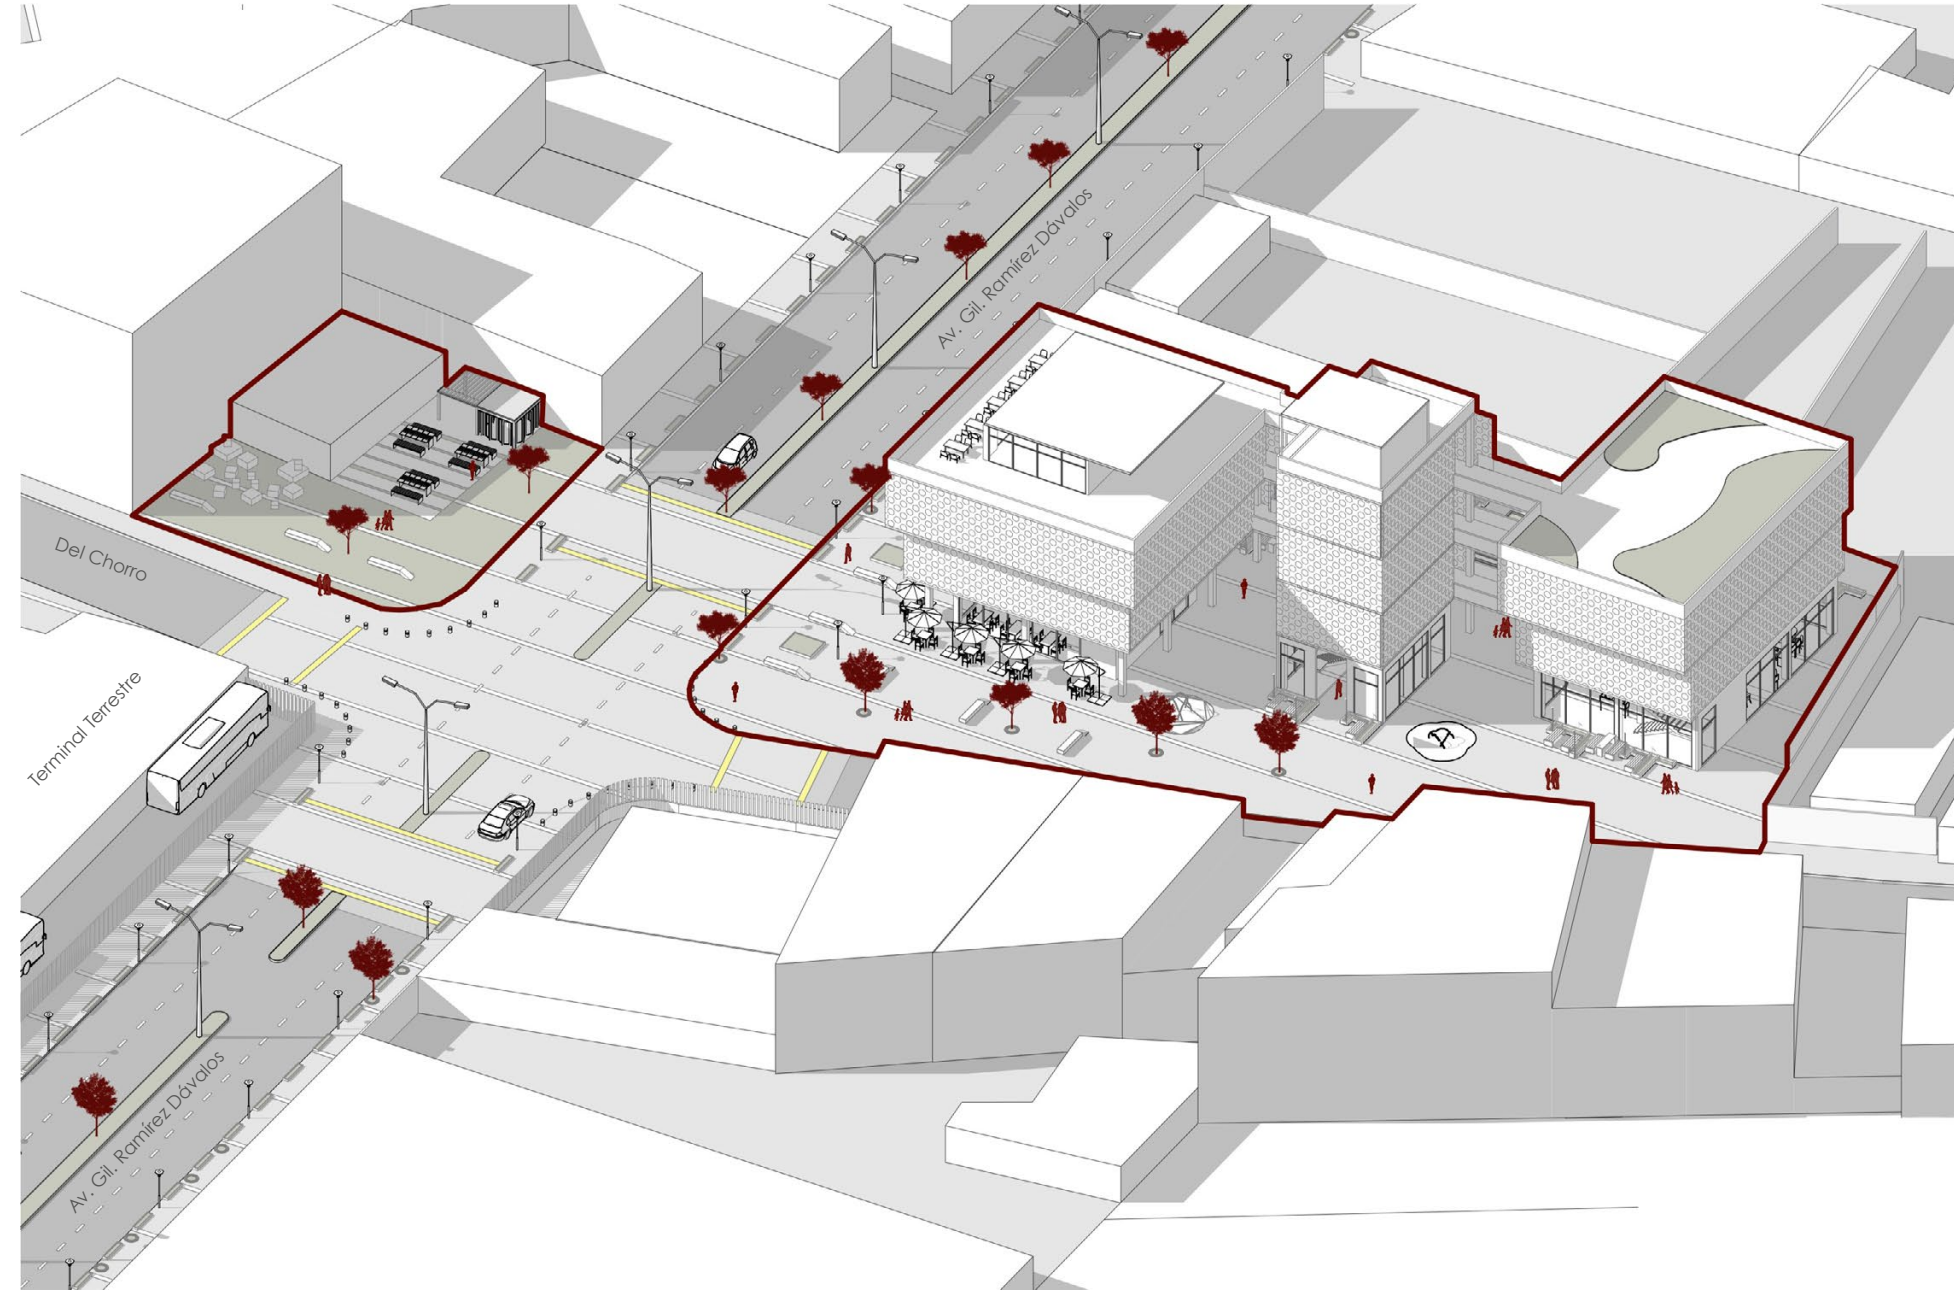 Av. Gil. Ramírez Dávalos
Del Chorro
Terminal Terrestre
Av. Gil. Ramírez Dávalos